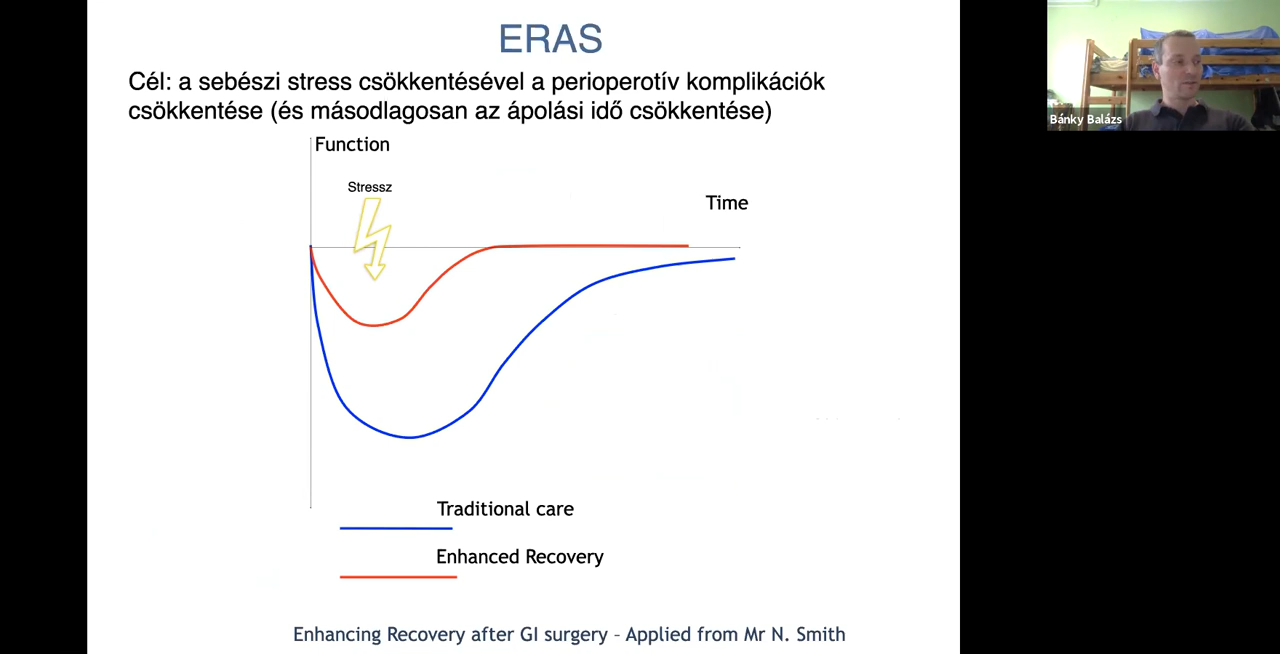 ERAS
Cél: a sebészi stress csökkentésével a perioperotív komplikációk
csökkentése (és másodlagosan az ápolási idő csökkentése)
Function
Stressz
Time
Traditional care
Enhanced Recovery
Enhancing Recovery after GI surgery – Applied from Mr N. Smith
Bánky Balázs